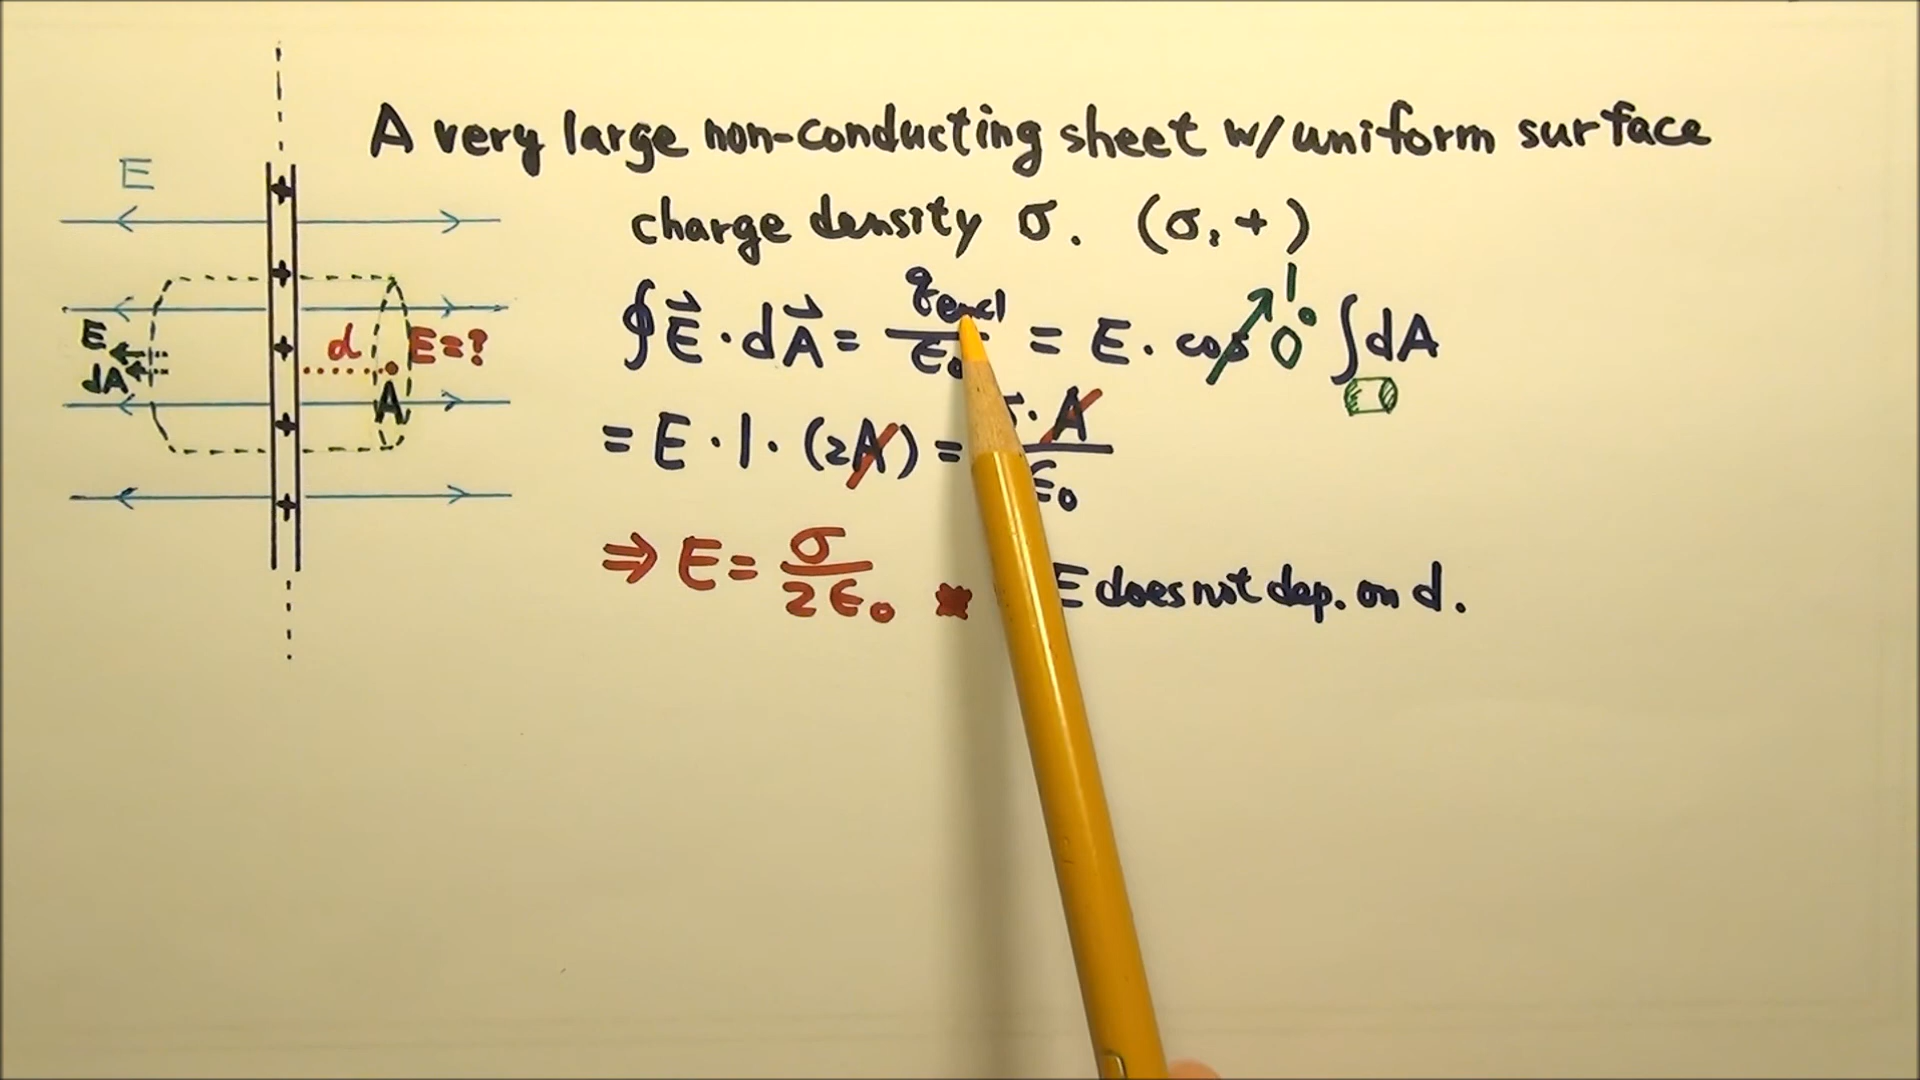 A very large non-conducting sheet w/ uniform surface
charge density σ. (σ: +)
E
∮E⃗ · dA⃗ = qencl/ε₀ = E · cos 0° ∫dA
1
E
dA
d
E=?
A
= E · 1 · (2A) = σ · A/ε₀
⇒ E = σ/2ε₀
E does not dep. on d.